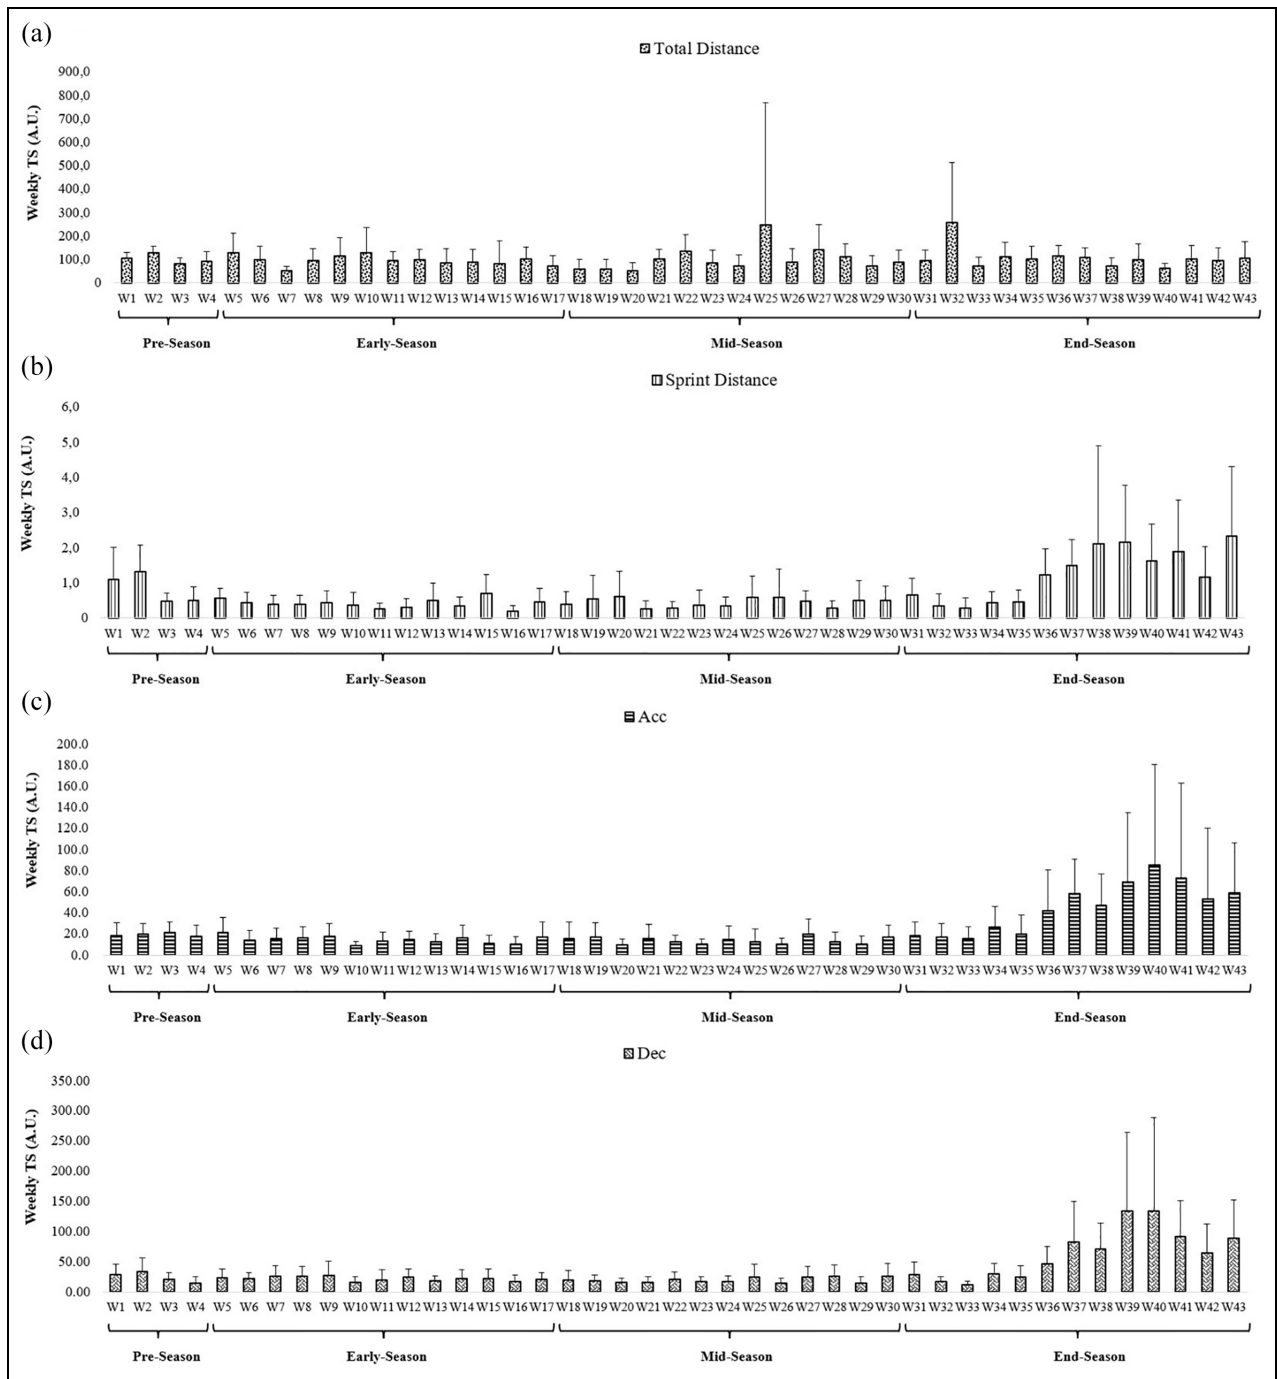 (a)
Total Distance
Weekly TS (A.U.)
900,0
800,0
700,0
600,0
500,0
400,0
300,0
200,0
100,0
0
W1 W2 W3 W4 W5 W6 W7 W8 W9 W10 W11 W12 W13 W14 W15 W16 W17 W18 W19 W20 W21 W22 W23 W24 W25 W26 W27 W28 W29 W30 W31 W32 W33 W34 W35 W36 W37 W38 W39 W40 W41 W42 W43
Pre-Season Early-Season Mid-Season End-Season
(b)
Sprint Distance
Weekly TS (A.U.)
6,0
5,0
4,0
3,0
2,0
1,0
0
W1 W2 W3 W4 W5 W6 W7 W8 W9 W10 W11 W12 W13 W14 W15 W16 W17 W18 W19 W20 W21 W22 W23 W24 W25 W26 W27 W28 W29 W30 W31 W32 W33 W34 W35 W36 W37 W38 W39 W40 W41 W42 W43
Pre-Season Early-Season Mid-Season End-Season
(c)
Acc
Weekly TS (A.U.)
200.0
180.0
160.0
140.0
120.0
100.0
80.0
60.0
40.0
20.0
0.0
W1 W2 W3 W4 W5 W6 W7 W8 W9 W10 W11 W12 W13 W14 W15 W16 W17 W18 W19 W20 W21 W22 W23 W24 W25 W26 W27 W28 W29 W30 W31 W32 W33 W34 W35 W36 W37 W38 W39 W40 W41 W42 W43
Pre-Season Early-Season Mid-Season End-Season
(d)
Dec
Weekly TS (A.U.)
350.00
300.00
250.00
200.00
150.00
100.00
50.00
0.00
W1 W2 W3 W4 W5 W6 W7 W8 W9 W10 W11 W12 W13 W14 W15 W16 W17 W18 W19 W20 W21 W22 W23 W24 W25 W26 W27 W28 W29 W30 W31 W32 W33 W34 W35 W36 W37 W38 W39 W40 W41 W42 W43
Pre-Season Early-Season Mid-Season End-Season